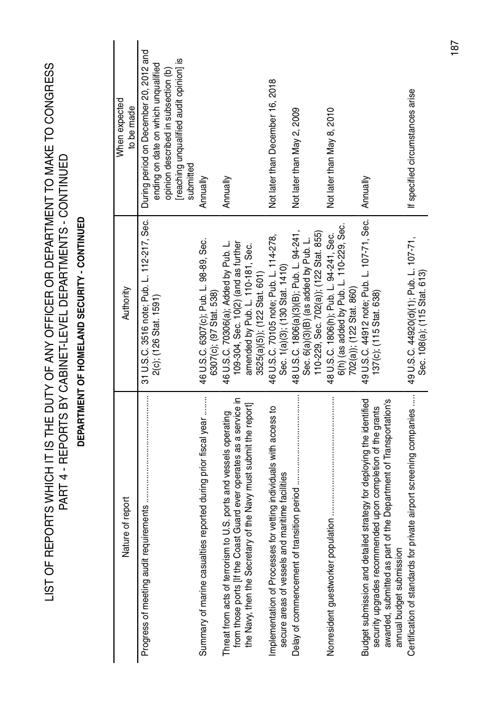 LIST OF REPORTS WHICH IT IS THE DUTY OF ANY OFFICER OR DEPARTMENT TO MAKE TO CONGRESS
PART 4 - REPORTS BY CABINET-LEVEL DEPARTMENTS - CONTINUED
DEPARTMENT OF HOMELAND SECURITY - CONTINUED
Nature of report
Authority
When expected
to be made
Progress of meeting audit requirements
31 U.S.C. 3516 note; Pub. L. 112-217, Sec.
2(c); (126 Stat. 1591)
During period on December 20, 2012 and
ending on date on which unqualified
opinion described in subsection (b)
[reaching unqualified audit opinion] is
submitted
Summary of marine casualties reported during prior fiscal year
46 U.S.C. 6307(c); Pub. L. 98-89, Sec.
6307(c); (97 Stat. 538)
Annually
Threat from acts of terrorism to U.S. ports and vessels operating
from those ports [If the Coast Guard ever operates as a service in
the Navy, then the Secretary of the Navy must submit the report]
46 U.S.C. 70306(a); Added by Pub. L.
109-304, Sec. 10(2) (and as further
amended by Pub. L. 110-181, Sec.
3525(a)(5)); (122 Stat. 601)
Annually
Implementation of Processes for vetting individuals with access to
secure areas of vessels and maritime facilities
46 U.S.C. 70105 note; Pub. L. 114-278,
Sec. 1(a)(3); (130 Stat. 1410)
Not later than December 16, 2018
Delay of commencement of transition period
48 U.S.C. 1806(a)(3)(B); Pub. L. 94-241,
Sec. 6(a)(3)(B) (as added by Pub. L.
110-229, Sec. 702(a)); (122 Stat. 855)
Not later than May 2, 2009
Nonresident guestworker population
48 U.S.C. 1806(h); Pub. L. 94-241, Sec.
6(h) (as added by Pub. L. 110-229, Sec.
702(a)); (122 Stat. 860)
Not later than May 8, 2010
Budget submission and detailed strategy for deploying the identified
security upgrades recommended upon completion of the grants
awarded, submitted as part of the Department of Transportation's
annual budget submission
49 U.S.C. 44912 note; Pub. L. 107-71, Sec.
137(c); (115 Stat. 638)
Annually
Certification of standards for private airport screening companies
49 U.S.C. 44920(d)(1); Pub. L. 107-71,
Sec. 108(a); (115 Stat. 613)
If specified circumstances arise
187